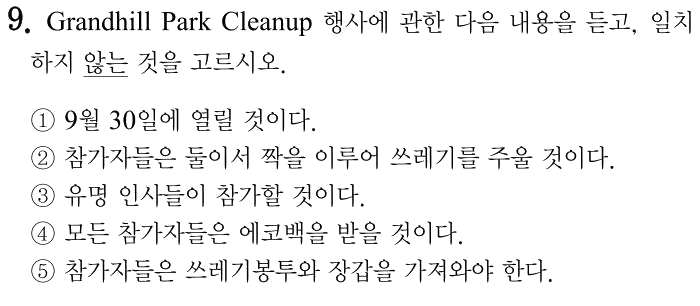 9. Grandhill Park Cleanup 행사에 관한 다음 내용을 듣고, 일치
하지 않는 것을 고르시오.
① 9월 30일에 열릴 것이다.
② 참가자들은 둘이서 짝을 이루어 쓰레기를 주울 것이다.
③ 유명 인사들이 참가할 것이다.
④ 모든 참가자들은 에코백을 받을 것이다.
⑤ 참가자들은 쓰레기봉투와 장갑을 가져와야 한다.